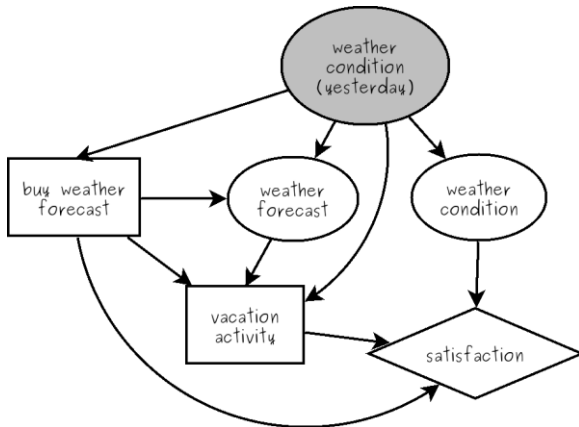 weather
condition
(yesterday)
buy weather
forecast
weather
forecast
weather
condition
vacation
activity
satisfaction